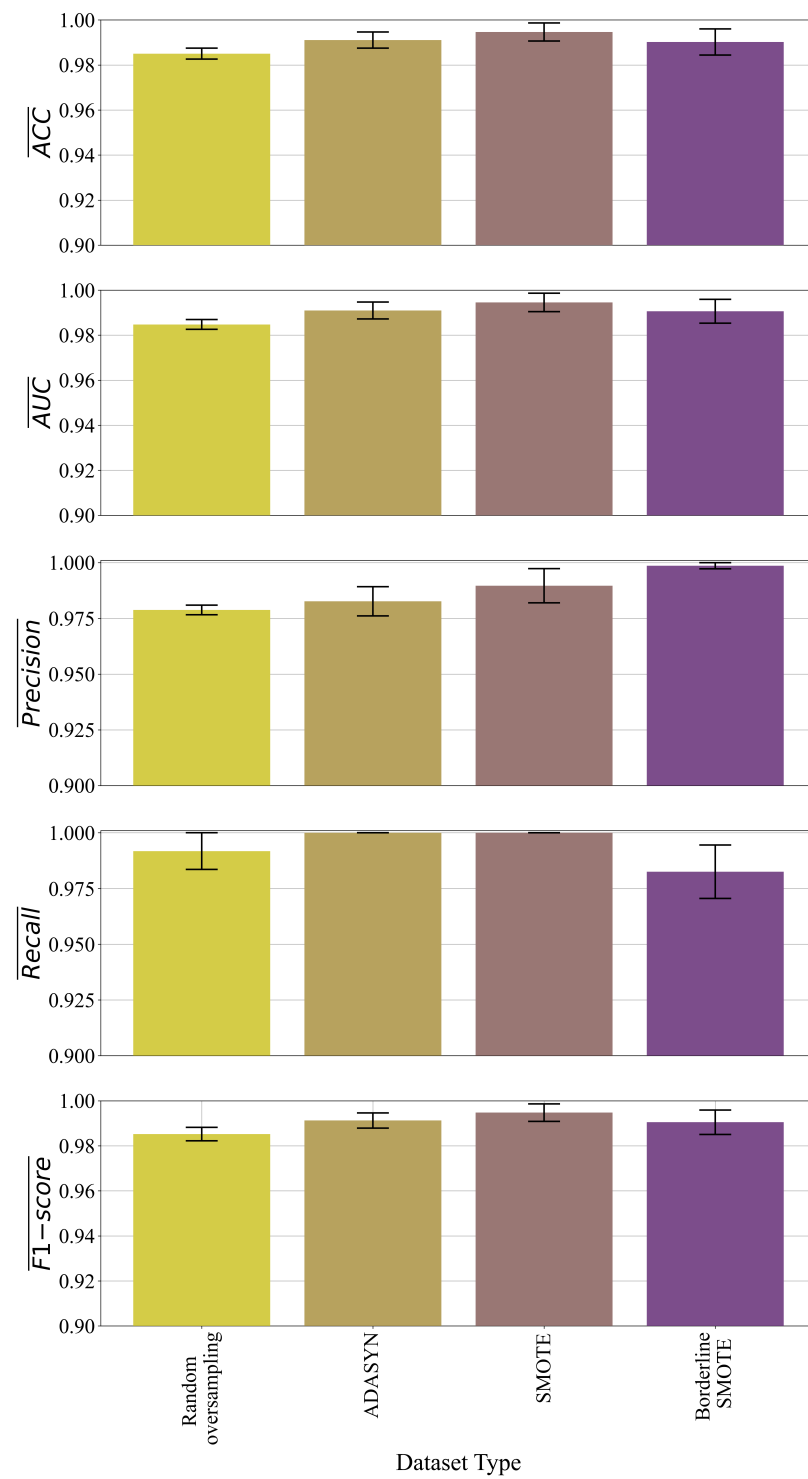 ACC
1.00
0.98
0.96
0.94
0.92
0.90
AUC
1.00
0.98
0.96
0.94
0.92
0.90
Precision
1.000
0.975
0.950
0.925
0.900
Recall
1.000
0.975
0.950
0.925
0.900
F1−score
1.00
0.98
0.96
0.94
0.92
0.90
Random
oversampling
ADASYN
SMOTE
Borderline
SMOTE
Dataset Type